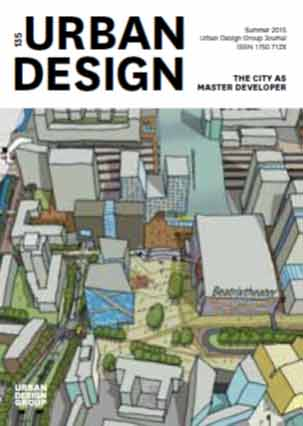 135
URBAN
DESIGN
Summer 2015
Urban Design Group Journal
ISSN 1750 712X
THE CITY AS
MASTER DEVELOPER
Beatrixtheater
URBAN
DESIGN
GROUP